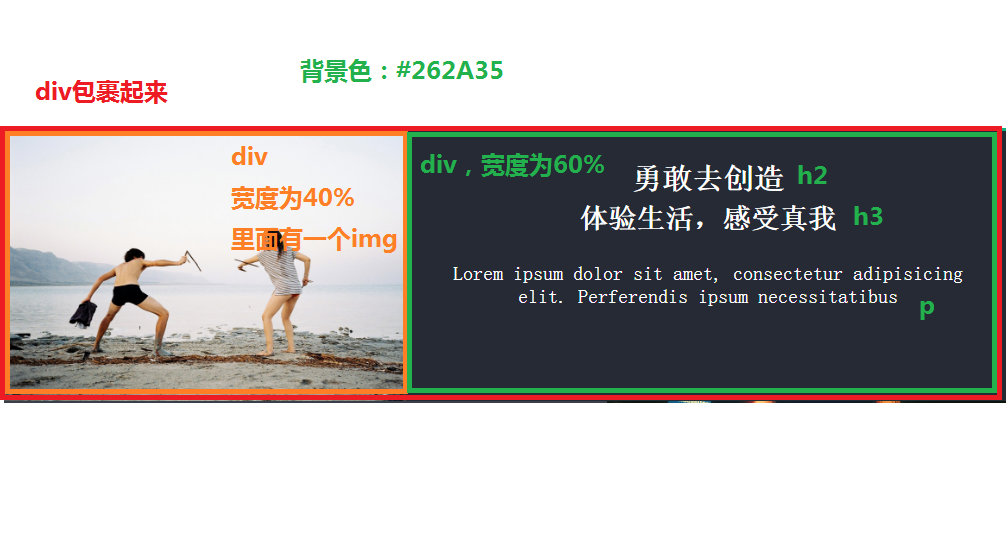 背景色：#262A35
div包裹起来
div
宽度为40%
里面有一个img
div，宽度为60%
勇敢去创造 h2
体验生活，感受真我 h3
Lorem ipsum dolor sit amet, consectetur adipisicing
elit. Perferendis ipsum necessitatibus
p